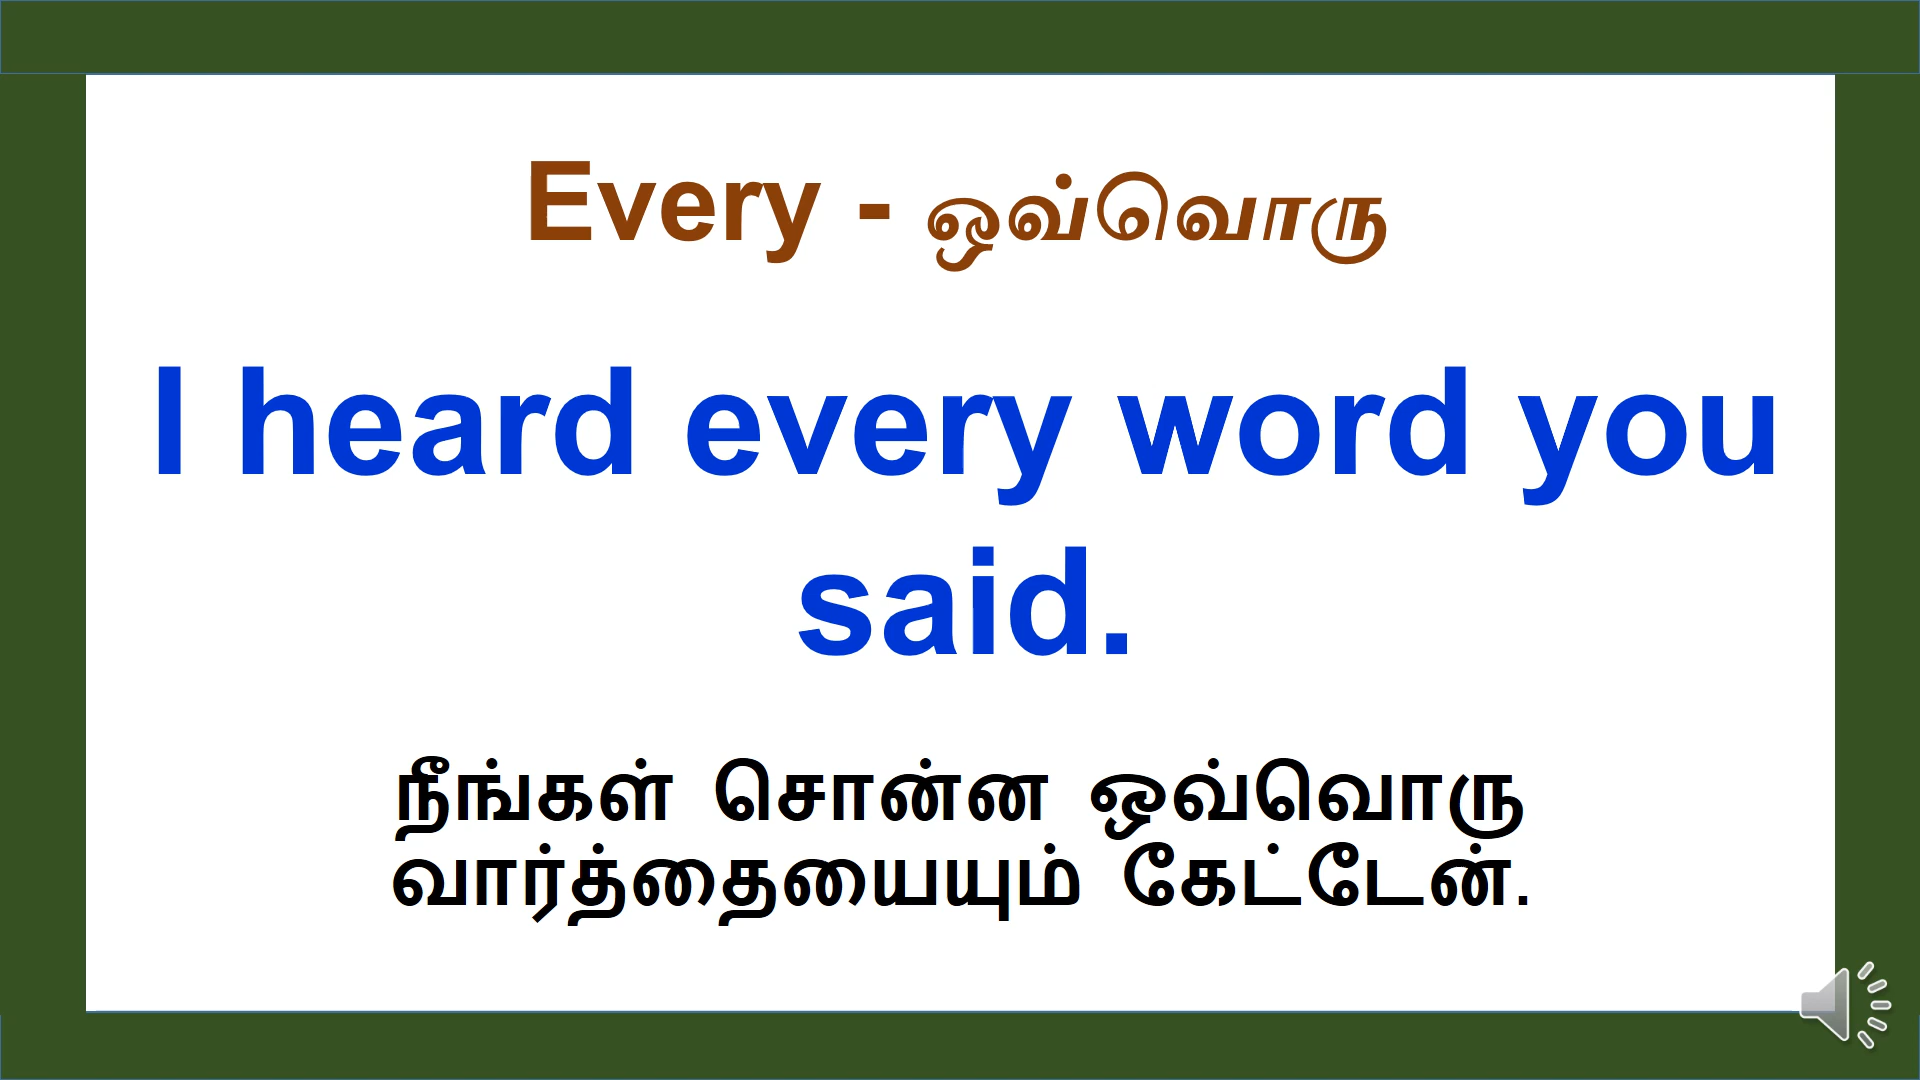 Every - ஒவ்வொரு
I heard every word you
said.
நீங்கள் சொன்ன ஒவ்வொரு
வார்த்தையையும் கேட்டேன்.